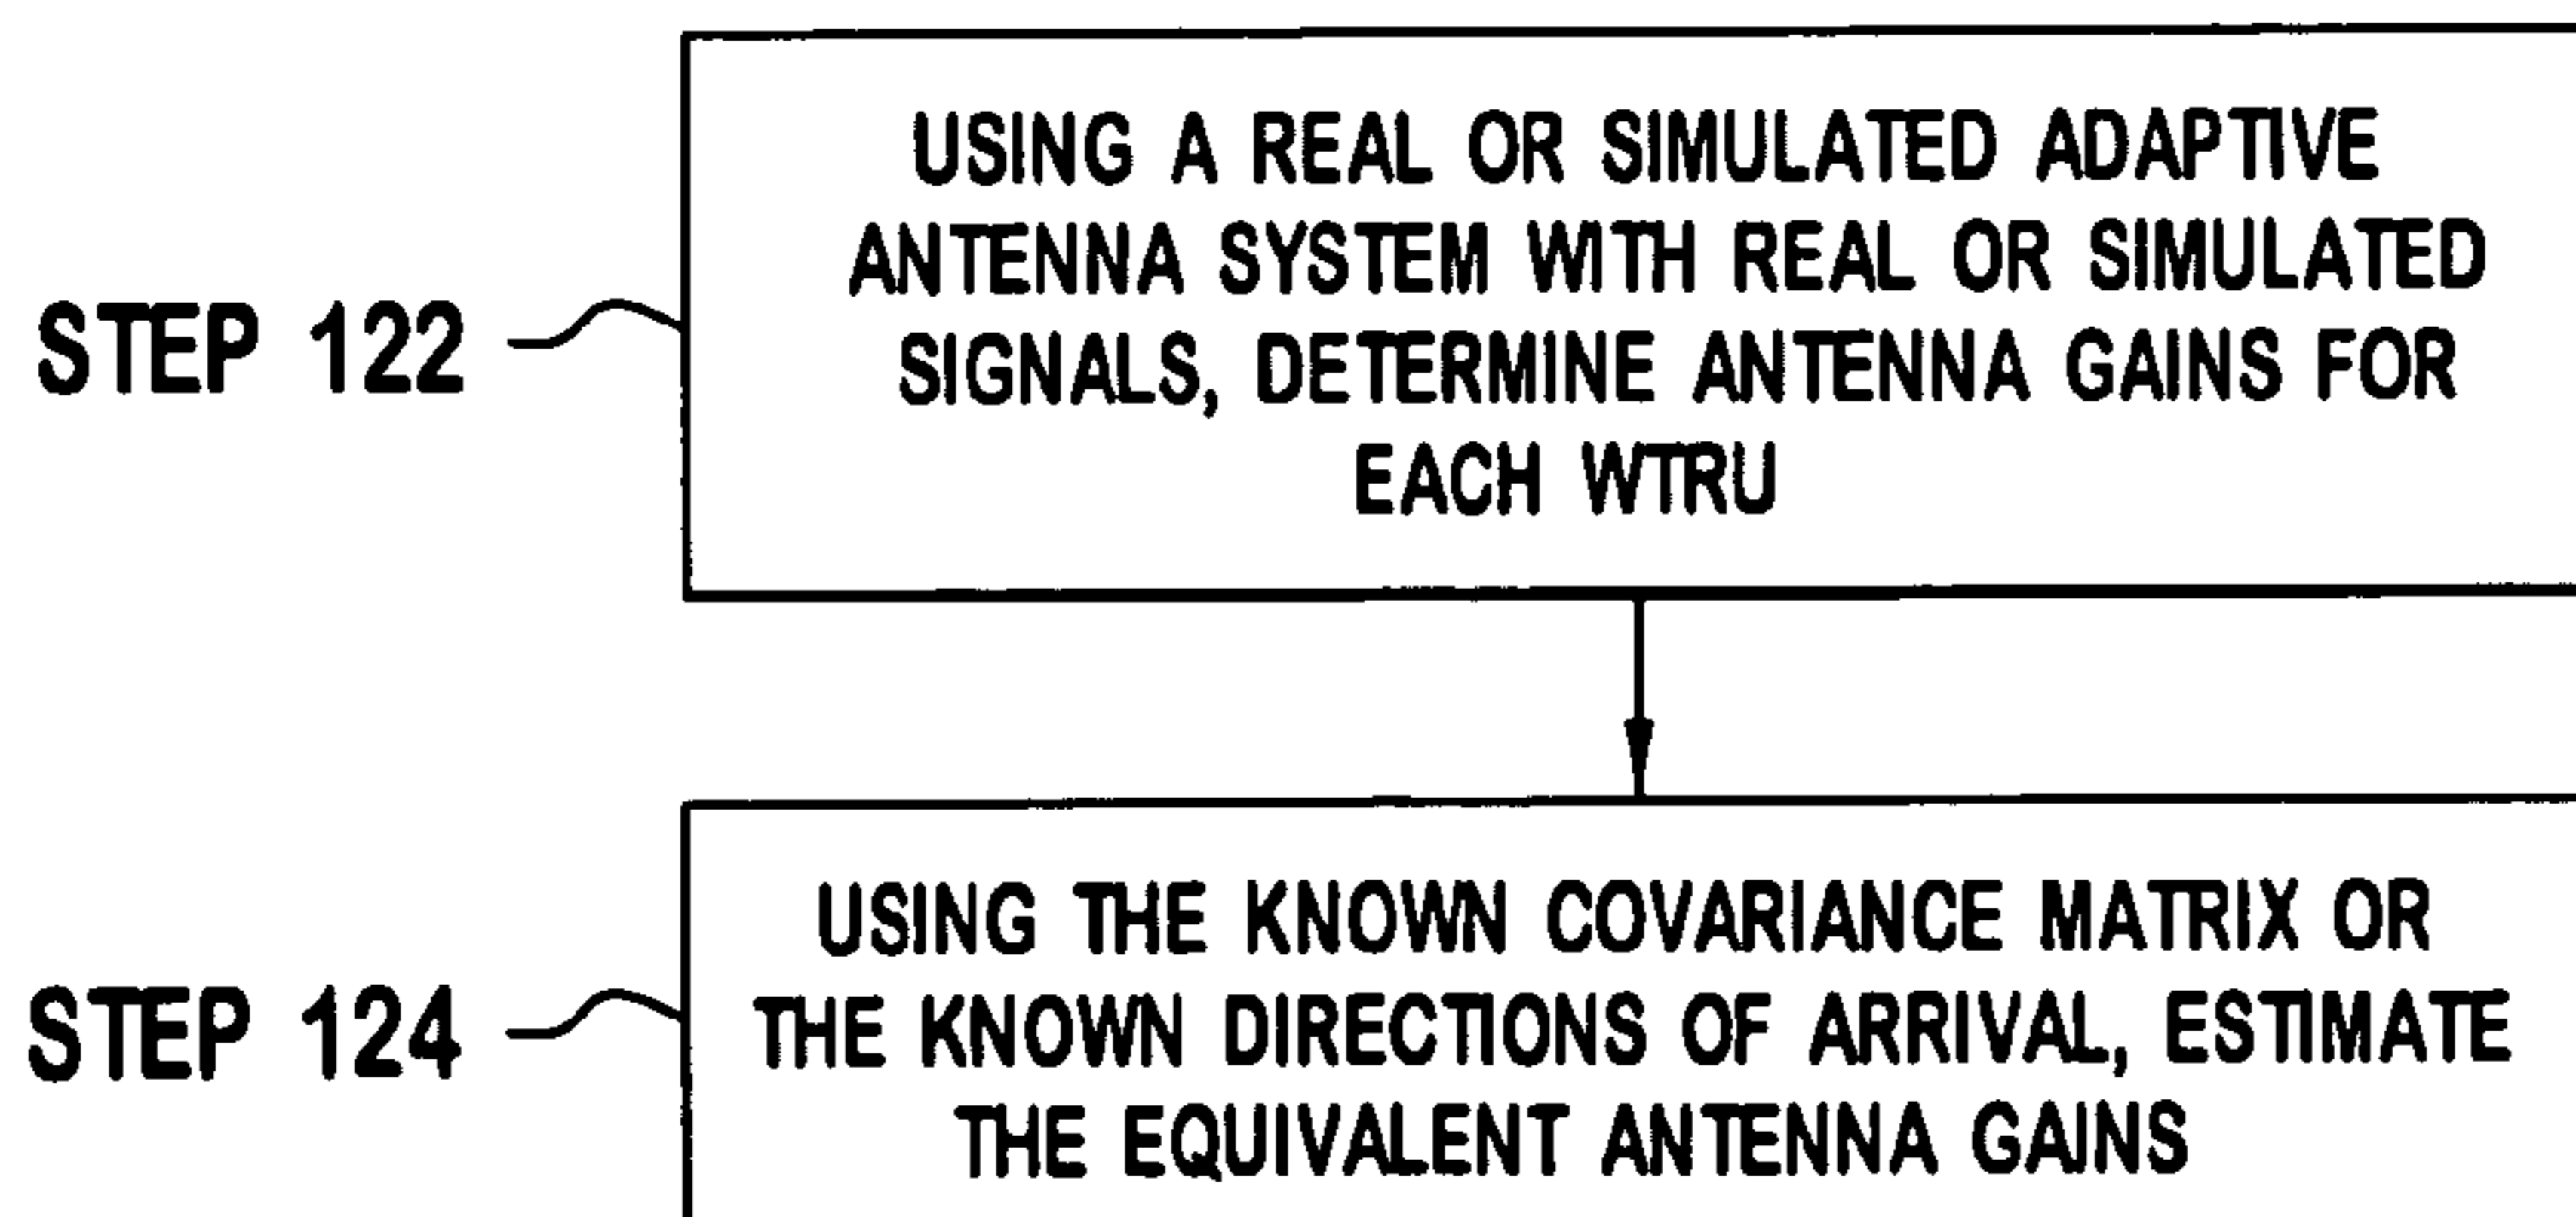 STEP 122
USING A REAL OR SIMULATED ADAPTIVE
ANTENNA SYSTEM WITH REAL OR SIMULATED
SIGNALS, DETERMINE ANTENNA GAINS FOR
EACH WTRU
STEP 124
USING THE KNOWN COVARIANCE MATRIX OR
THE KNOWN DIRECTIONS OF ARRIVAL, ESTIMATE
THE EQUIVALENT ANTENNA GAINS